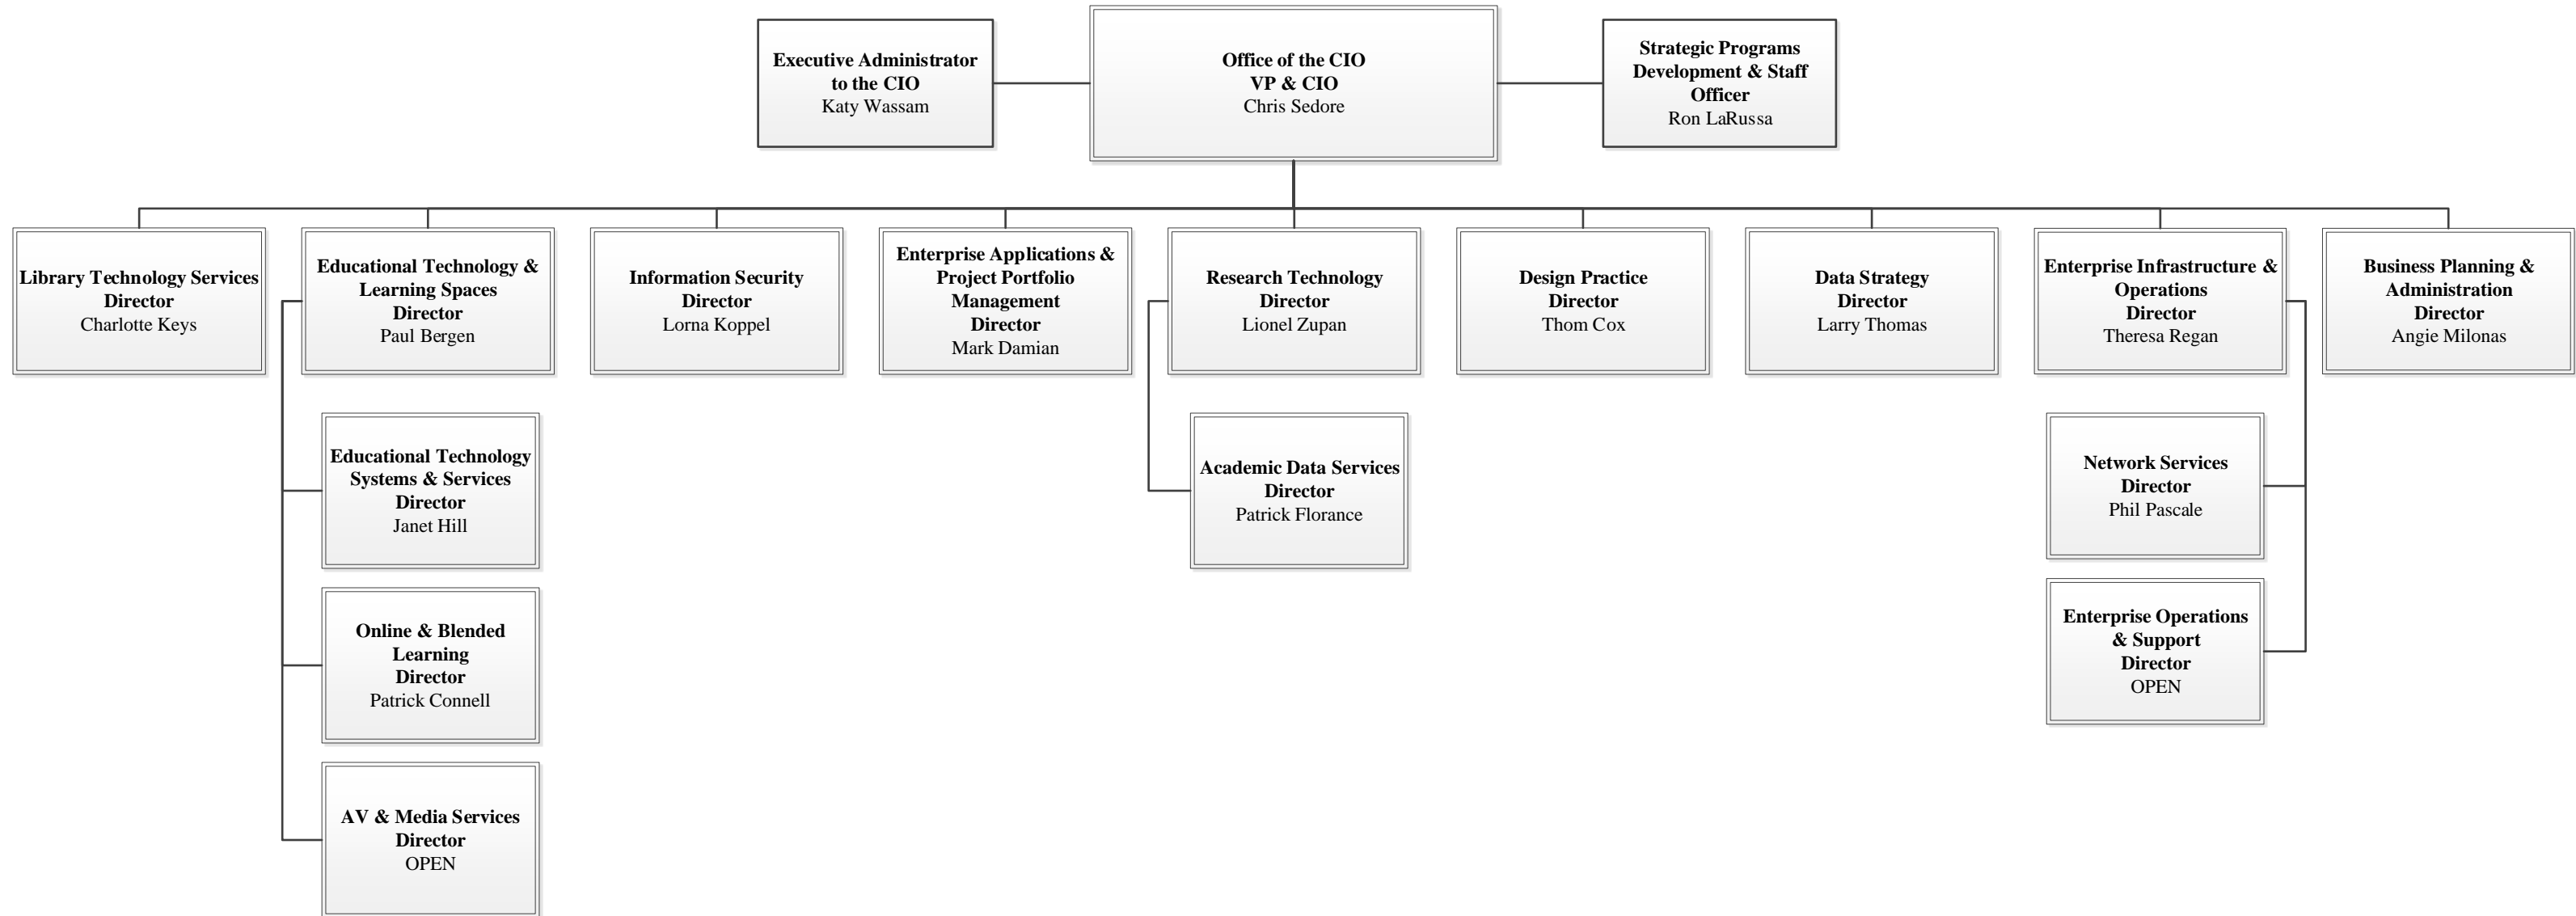 Executive Administrator
to the CIO
Katy Wassam
Office of the CIO
VP & CIO
Chris Sedore
Strategic Programs
Development & Staff
Officer
Ron LaRussa
Library Technology Services
Director
Charlotte Keys
Educational Technology &
Learning Spaces
Director
Paul Bergen
Information Security
Director
Lorna Koppel
Enterprise Applications &
Project Portfolio
Management
Director
Mark Damian
Research Technology
Director
Lionel Zupan
Design Practice
Director
Thom Cox
Data Strategy
Director
Larry Thomas
Enterprise Infrastructure &
Operations
Director
Theresa Regan
Business Planning &
Administration
Director
Angie Milonas
Educational Technology
Systems & Services
Director
Janet Hill
Academic Data Services
Director
Patrick Florance
Network Services
Director
Phil Pascale
Online & Blended
Learning
Director
Patrick Connell
Enterprise Operations
& Support
Director
OPEN
AV & Media Services
Director
OPEN